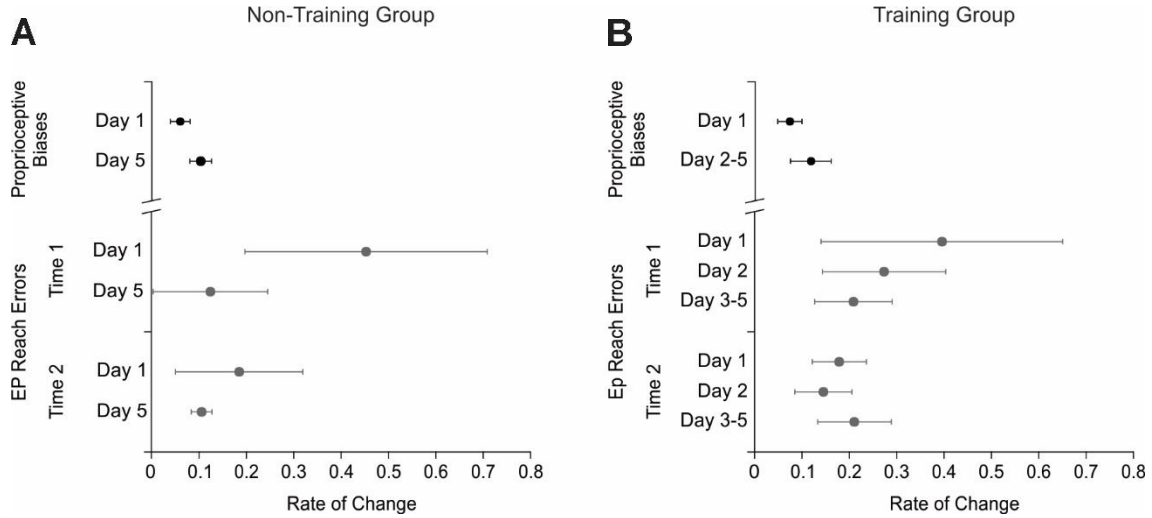 A
Non-Training Group
Proprioceptive
Biases
Day 1
Day 5
EP Reach Errors
Time 1
Day 1
Day 5
Time 2
Day 1
Day 5
0 0.1 0.2 0.3 0.4 0.5 0.6 0.7 0.8
Rate of Change
B
Training Group
Proprioceptive
Biases
Day 1
Day 2-5
Ep Reach Errors
Time 1
Day 1
Day 2
Day 3-5
Time 2
Day 1
Day 2
Day 3-5
0 0.1 0.2 0.3 0.4 0.5 0.6 0.7 0.8
Rate of Change